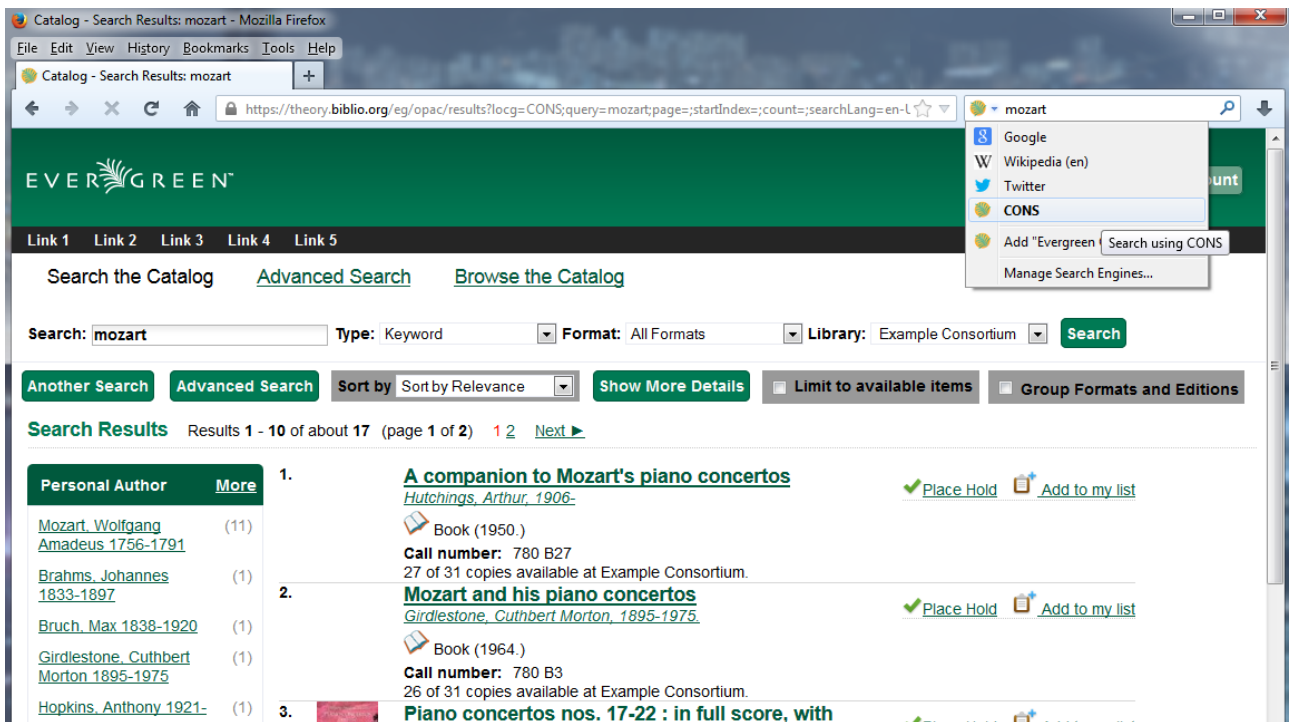 Catalog - Search Results: mozart - Mozilla Firefox
File Edit View History Bookmarks Tools Help
Catalog - Search Results: mozart
https://theory.biblio.org/eg/opac/results?locg=CONS;query=mozart;page=;startIndex=;count=;searchLang=en-U
mozart
Google
Wikipedia (en)
Twitter
CONS
Add "Evergreen
Search using CONS
Manage Search Engines...
EVERGREEN
Link 1 Link 2 Link 3 Link 4 Link 5
Search the Catalog Advanced Search Browse the Catalog
Search: mozart Type: Keyword Format: All Formats Library: Example Consortium Search
Another Search Advanced Search Sort by Sort by Relevance Show More Details Limit to available items Group Formats and Editions
Search Results Results 1 - 10 of about 17 (page 1 of 2) 1 2 Next ►
Personal Author More
Mozart, Wolfgang (11)
Amadeus 1756-1791
Brahms, Johannes (1)
1833-1897
Bruch, Max 1838-1920 (1)
Girdlestone, Cuthbert (1)
Morton 1895-1975
Hopkins, Anthony 1921- (1)
1. A companion to Mozart's piano concertos
Hutchings, Arthur, 1906-
Place Hold Add to my list
Book (1950.)
Call number: 780 B27
27 of 31 copies available at Example Consortium.
2. Mozart and his piano concertos
Girdlestone, Cuthbert Morton, 1895-1975.
Place Hold Add to my list
Book (1964.)
Call number: 780 B3
26 of 31 copies available at Example Consortium.
3. Piano concertos nos. 17-22 : in full score, with